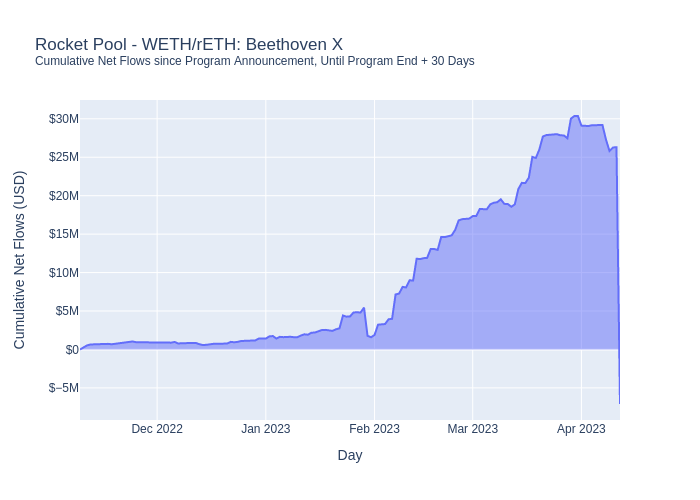 Rocket Pool - WETH/rETH: Beethoven X
Cumulative Net Flows since Program Announcement, Until Program End + 30 Days
$30M
$25M
$20M
$15M
$10M
$5M
$0
$−5M
Cumulative Net Flows (USD)
Dec 2022
Jan 2023
Feb 2023
Mar 2023
Apr 2023
Day